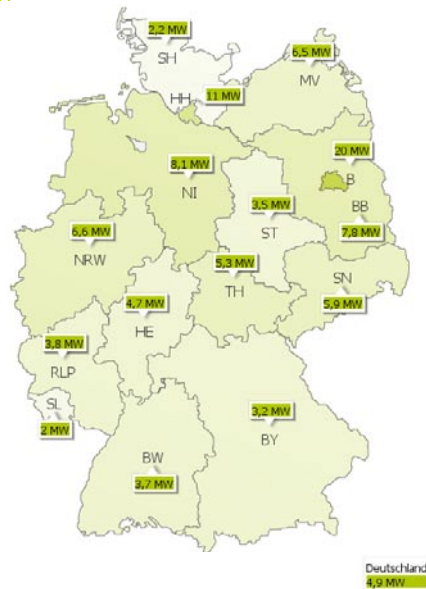 2,2 MW
SH
6,5 MW
MV
HH
11 MW
8,1 MW
NI
20 MW
B
BB
7,8 MW
3,5 MW
ST
6,6 MW
NRW
5,3 MW
TH
SN
5,9 MW
4,7 MW
HE
3,8 MW
RLP
SL
2 MW
3,2 MW
BY
BW
3,7 MW
Deutschland
4,9 MW